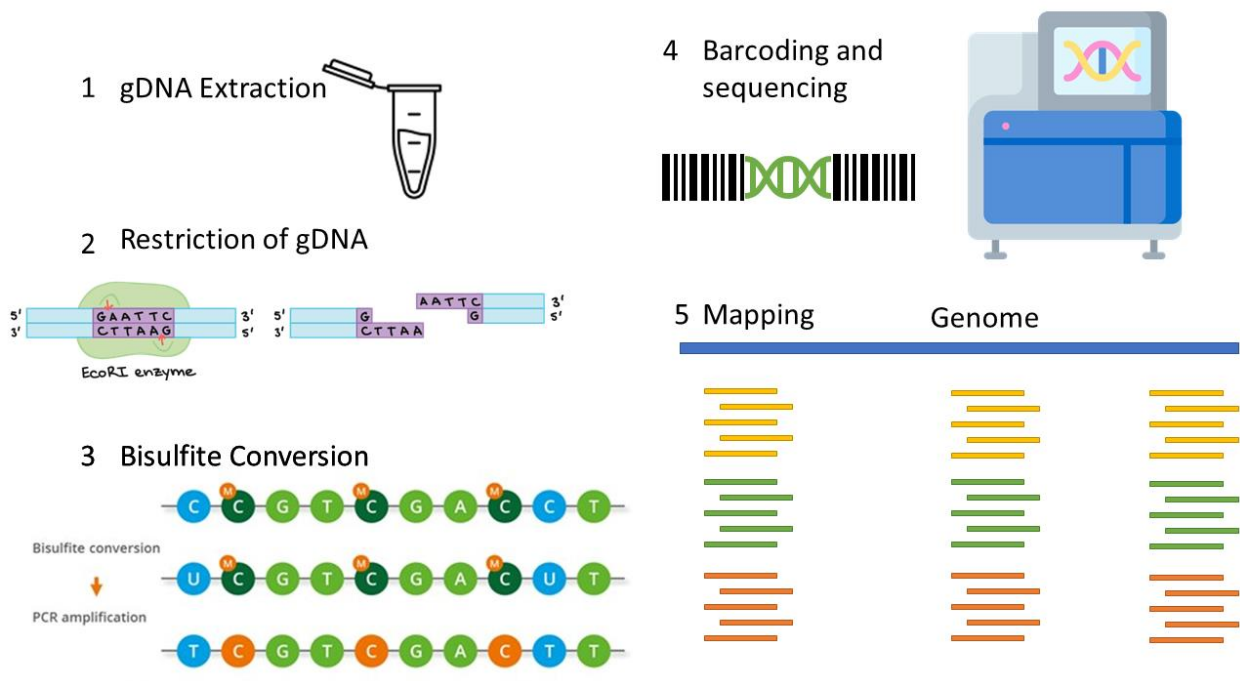 1 gDNA Extraction
2 Restriction of gDNA
5' GAATTC 3'
3' CTTAAG 5'
EcoRI enzyme
AATTC 3'
5' G G 5'
3' CTTAA
3 Bisulfite Conversion
C M C G T M C G A M C C T
Bisulfite conversion
U M C G T M C G A M C U T
PCR amplification
T C G T C G A C T T
4 Barcoding and
sequencing
5 Mapping Genome